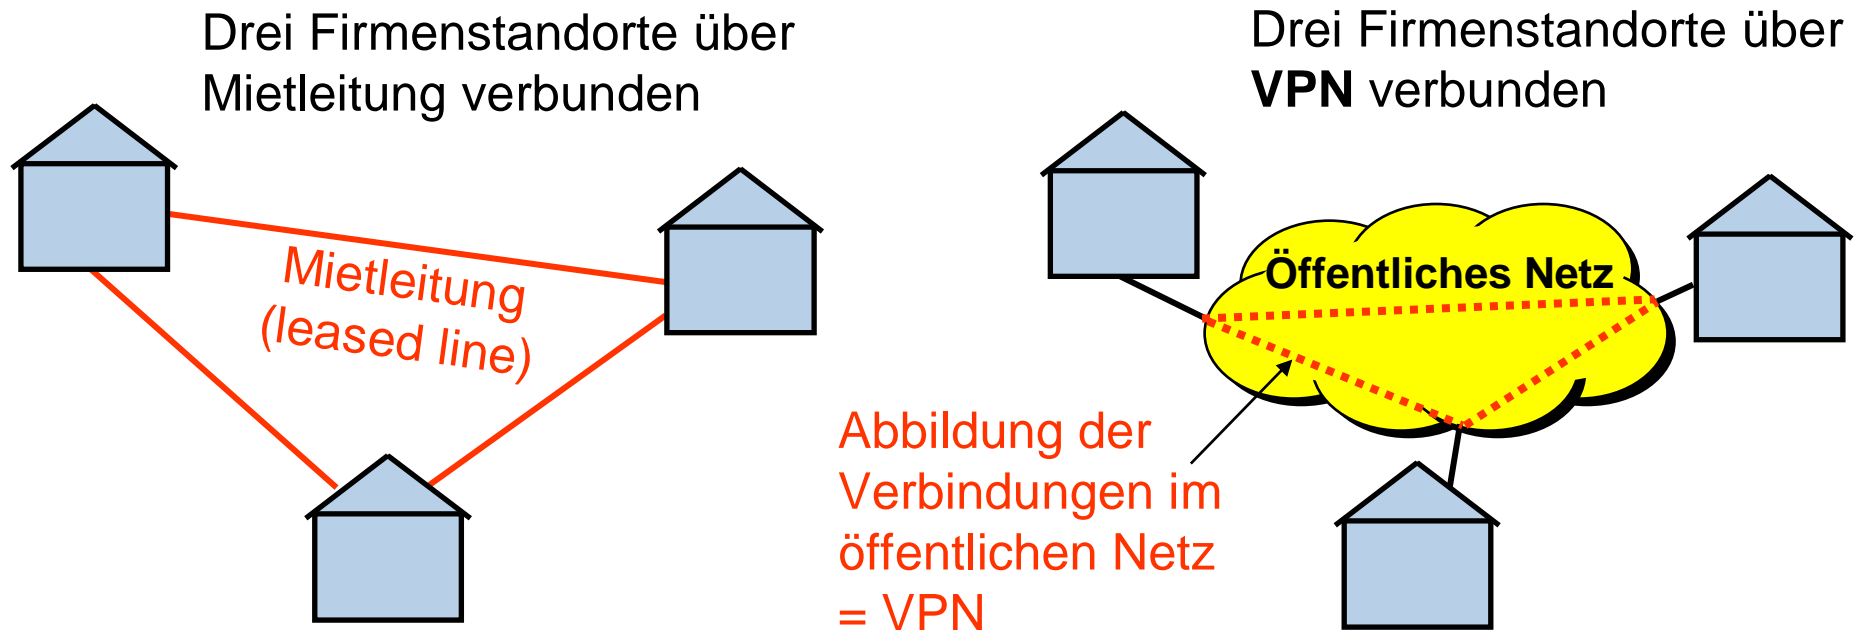 Drei Firmenstandorte über
Mietleitung verbunden
Mietleitung
(leased line)
Drei Firmenstandorte über
VPN verbunden
Öffentliches Netz
Abbildung der
Verbindungen im
öffentlichen Netz
= VPN